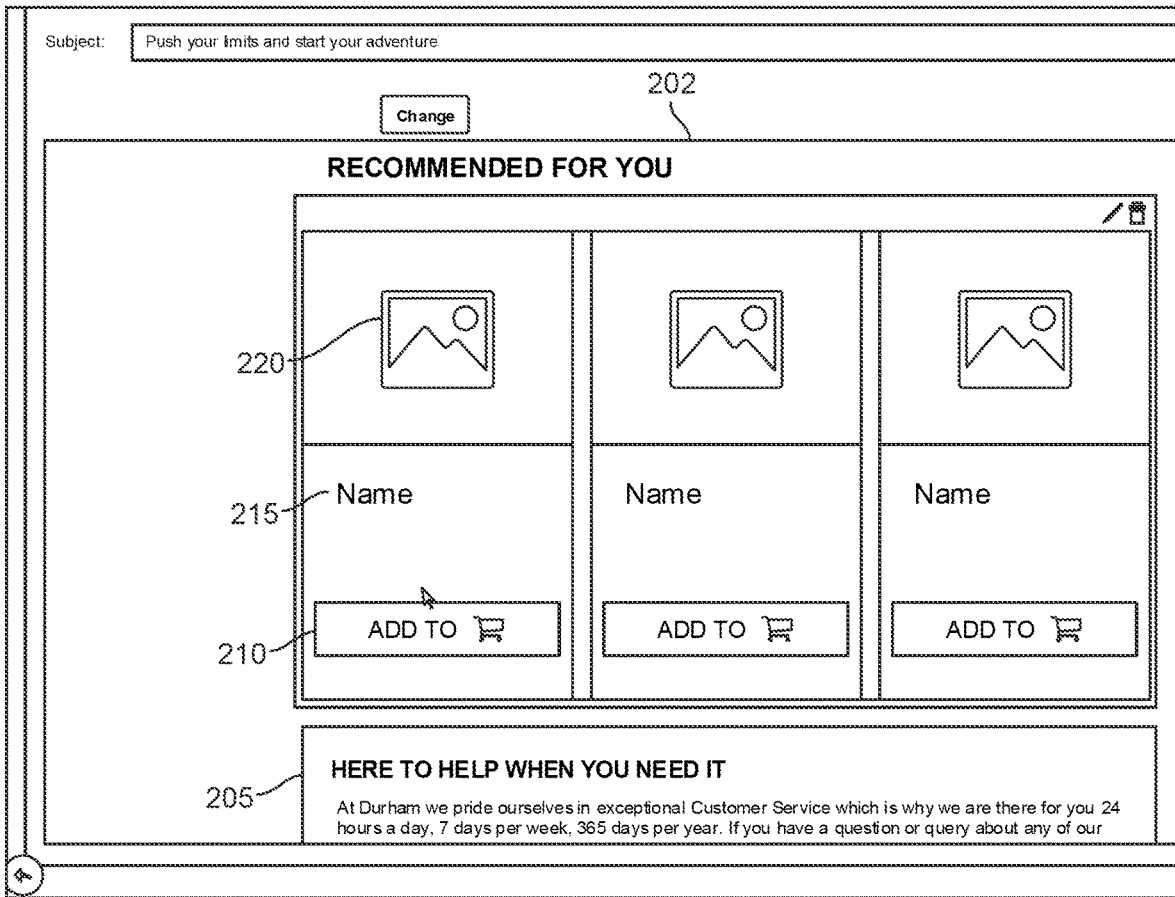 Subject: Push your limits and start your adventure
202
Change
RECOMMENDED FOR YOU
220
215 Name Name Name
ADD TO ADD TO ADD TO
210
HERE TO HELP WHEN YOU NEED IT
205
At Durham we pride ourselves in exceptional Customer Service which is why we are there for you 24
hours a day, 7 days per week, 365 days per year. If you have a question or query about any of our